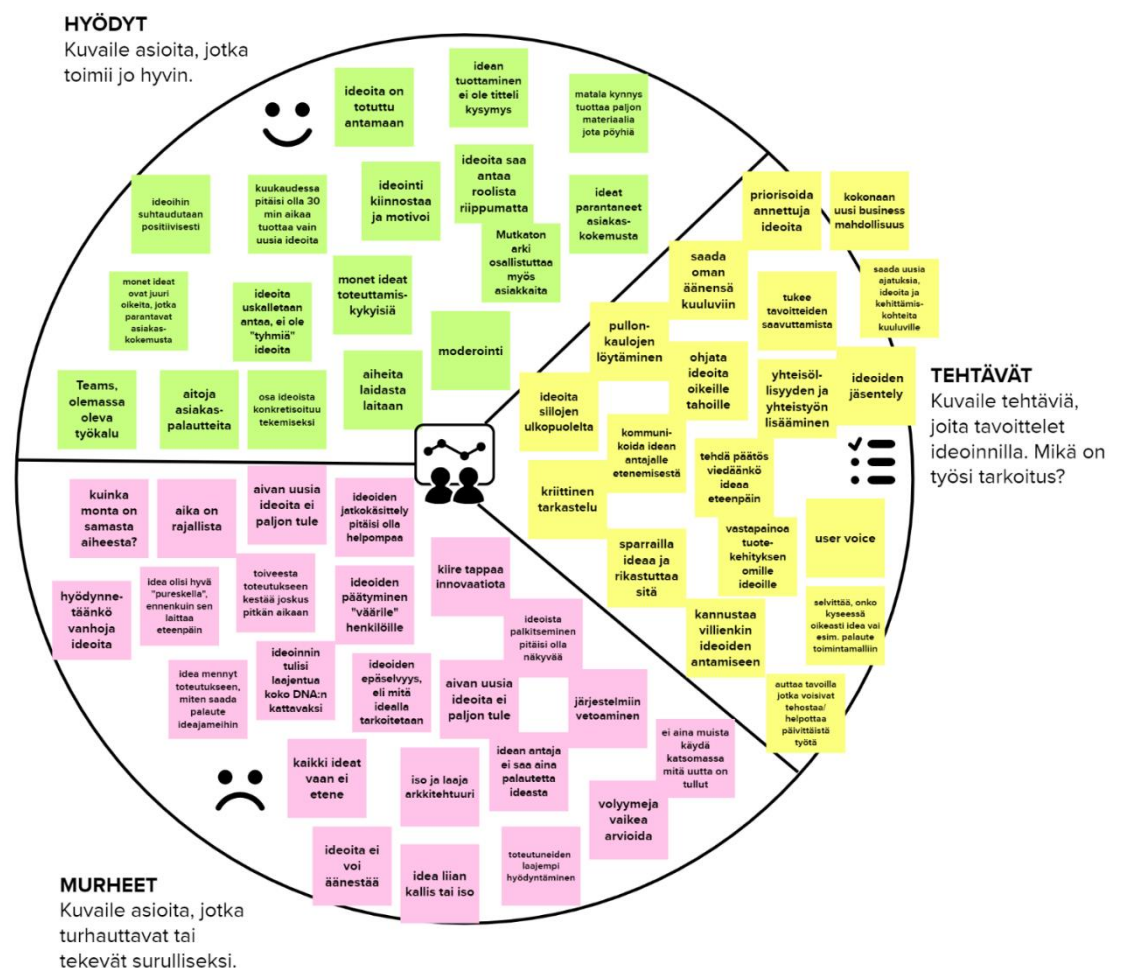 HYÖDYT
Kuvaile asioita, jotka
toimii jo hyvin.
ideoita on
totuttu
antamaan
idean
tuottaminen
ei ole titteli
kysymys
matala kynnys
tuottaa paljon
materiaalia
jota pöyhiä
ideoihin
suhtaudutaan
positiivisesti
kuukaudessa
pitäisi olla 30
min aikaa
tuottaa vain
uusia ideoita
ideointi
kiinnostaa
ja motivoi
ideoita saa
antaa
roolista
riippumatta
ideat
parantaneet
asiakas-
kokemusta
Mutkaton
arki
osallistuttaa
myös
asiakkaita
monet ideat
ovat juuri
oikeita, jotka
parantavat
asiakas-
kokemusta
ideoita
uskalletaan
antaa, ei ole
"tyhmiä"
ideoita
monet ideat
toteuttamis-
kykyisiä
moderointi
Teams,
olemassa
oleva
työkalu
aitoja
asiakas-
palautteita
osa ideoista
konkretisoituu
tekemiseksi
aiheita
laidasta
laitaan
TEHTÄVÄT
Kuvaile tehtäviä,
joita tavoittelet
ideoinnilla. Mikä on
työsi tarkoitus?
priorisoida
annettuja
ideoita
kokonaan
uusi business
mahdollisuus
saada
oman
äänensä
kuuluviin
tukee
tavoitteiden
saavuttamista
saada uusia
ajatuksia,
ideoita ja
kehittämis-
kohteita
kuuluville
pullon-
kaulojen
löytäminen
ohjata
ideoita
oikeille
tahoille
yhteisöl-
lisyyden ja
yhteistyön
lisääminen
ideoiden
jäsentely
ideoita
siilojen
ulkopuolelta
kommuni-
koida idean
antajalle
etenemisestä
tehdä päätös
viedäänkö
ideaa
eteenpäin
kriittinen
tarkastelu
vastapainoa
tuote-
kehityksen
omille
ideoille
user voice
sparrailla
ideaa ja
rikastuttaa
sitä
kannustaa
villienkin
ideoiden
antamiseen
selvittää, onko
kyseessä
oikeasti idea vai
esim. palaute
toimintamalliin
auttaa tavoilla
jotka voisivat
tehostaa/
helpottaa
päivittäistä
työtä
MURHEET
Kuvaile asioita, jotka
turhauttavat tai
tekevät surulliseksi.
kuinka
monta on
samasta
aiheesta?
aika on
rajallista
aivan uusia
ideoita ei
paljon tule
ideoiden
jatkokäsittely
pitäisi olla
helpompaa
kiire tappaa
innovaatiota
hyödynne-
täänkö
vanhoja
ideoita
idea olisi hyvä
"pureskella",
ennenkuin sen
laittaa
eteenpäin
toiveesta
toteutukseen
kestää joskus
pitkän aikaan
ideoiden
päätyminen
"väärile"
henkilöille
ideoista
palkitseminen
pitäisi olla
näkyvää
idea mennyt
toteutukseen,
miten saada
palaute
ideajameihin
ideoinnin
tulisi
laajentua
koko DNA:n
kattavaksi
ideoiden
epäselvyys,
eli mitä
idealla
tarkoitetaan
aivan uusia
ideoita ei
paljon tule
järjestelmiin
vetoaminen
kaikki ideat
vaan ei
etene
iso ja laaja
arkkitehtuuri
idean antaja
ei saa aina
palautetta
ideasta
ei aina muista
käydä
katsomassa
mitä uutta on
tullut
volyymeja
vaikea
arvioida
ideoita ei
voi
äänestää
idea liian
kallis tai iso
toteutuneiden
laajempi
hyödyntäminen